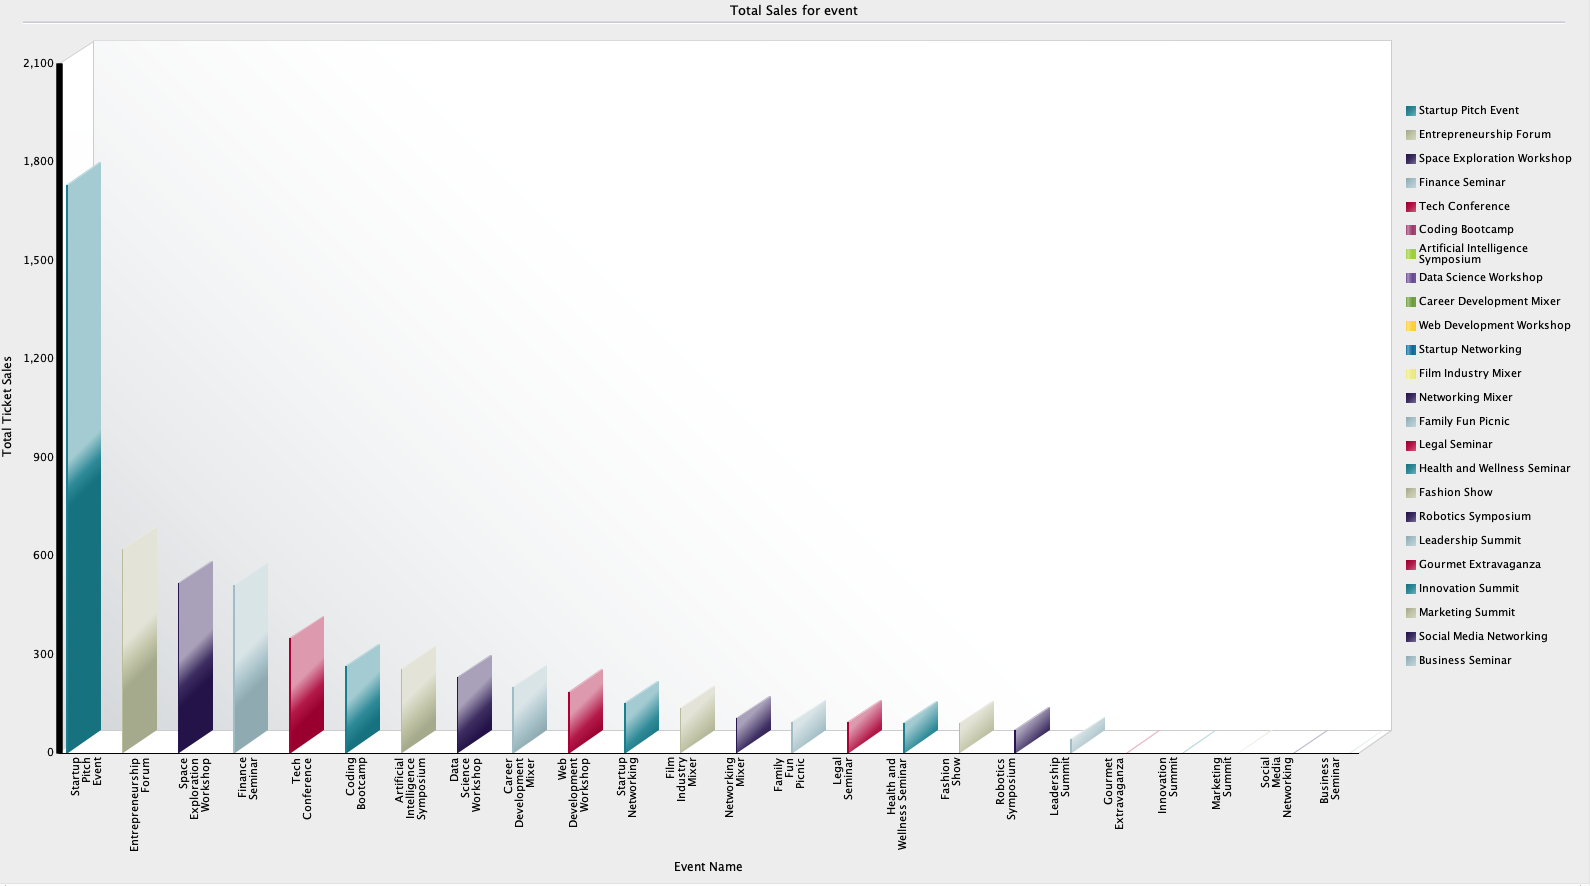 Total Sales for event
2,100
1,800
1,500
1,200
900
600
300
0
Total Ticket Sales
Startup
Pitch
Event
Entrepreneurship
Forum
Space
Exploration
Workshop
Finance
Seminar
Tech
Conference
Coding
Bootcamp
Artificial
Intelligence
Symposium
Data
Science
Workshop
Career
Development
Mixer
Web
Development
Workshop
Startup
Networking
Film
Industry
Mixer
Networking
Mixer
Family
Fun
Picnic
Legal
Seminar
Health and
Wellness Seminar
Fashion
Show
Robotics
Symposium
Leadership
Summit
Gourmet
Extravaganza
Innovation
Summit
Marketing
Summit
Social
Media
Networking
Business
Seminar
Event Name
Startup Pitch Event
Entrepreneurship Forum
Space Exploration Workshop
Finance Seminar
Tech Conference
Coding Bootcamp
Artificial Intelligence
Symposium
Data Science Workshop
Career Development Mixer
Web Development Workshop
Startup Networking
Film Industry Mixer
Networking Mixer
Family Fun Picnic
Legal Seminar
Health and Wellness Seminar
Fashion Show
Robotics Symposium
Leadership Summit
Gourmet Extravaganza
Innovation Summit
Marketing Summit
Social Media Networking
Business Seminar